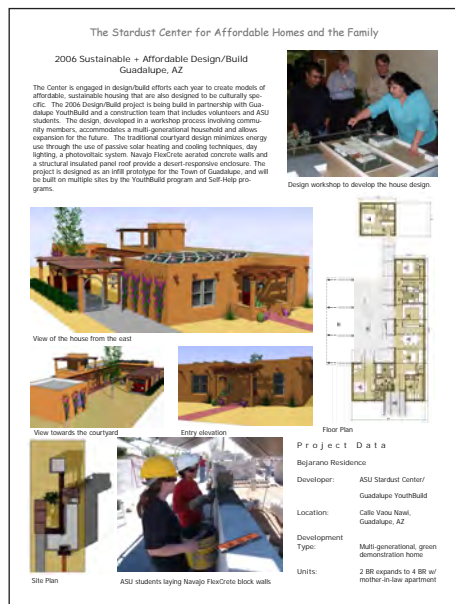 The Stardust Center for Affordable Homes and the Family
2006 Sustainable + Affordable Design/Build
Guadalupe, AZ
The Center is engaged in design/build efforts each year to create models of
affordable, sustainable housing that are also designed to be culturally spe-
cific. The 2006 Design/Build project is being build in partnership with Gua-
dalupe YouthBuild and a construction team that includes volunteers and ASU
students. The design, developed in a workshop process involving commu-
nity members, accommodates a multi-generational household and allows
expansion for the future. The traditional courtyard design minimizes energy
use through the use of passive solar heating and cooling techniques, day
lighting, a photovoltaic system. Navajo FlexCrete aerated concrete walls and
a structural insulated panel roof provide a desert-responsive enclosure. The
project is designed as an infill prototype for the Town of Guadalupe, and will
be built on multiple sites by the YouthBuild program and Self-Help pro-
grams.
Design workshop to develop the house design.
View of the house from the east
View towards the courtyard
Entry elevation
Floor Plan
Site Plan
ASU students laying Navajo FlexCrete block walls
Project Data
Bejarano Residence
Developer: ASU Stardust Center/
Guadalupe YouthBuild
Location: Calle Vaou Nawi,
Guadalupe, AZ
Development
Type: Multi-generational, green
demonstration home
Units: 2 BR expands to 4 BR w/
mother-in-law apartment